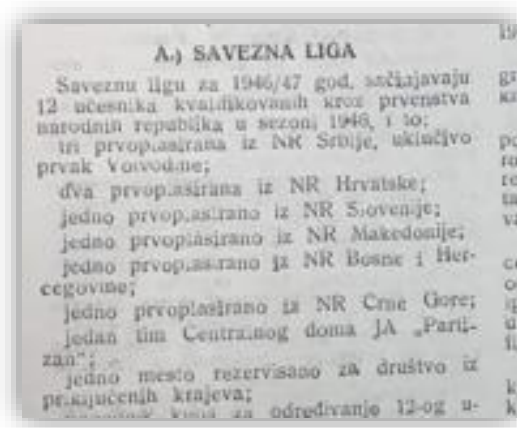 A.) SAVEZNA LIGA
Saveznu ligu za 1946/47 god. sačinjavaju
12 učesnika kvalifikovanih kroz prvenstva
narodnih republika u sezoni 1946, i to:
tri prvoplasirana iz NR Srbije, uključivo
prvak Vojvodine;
dva prvoplasirana iz NR Hrvatske;
jedno prvoplasirano iz NR Slovenije;
jedno prvoplasirano iz NR Makedonije;
jedno prvoplasirano iz NR Bosne i Her-
cegovine;
jedno prvoplasirano iz NR Crne Gore;
jedan tim Centralnog doma JA „Parti-
zan";
jedno mesto rezervisano za društvo iz
priključenih krajeva;
za određivanje 12-og u-